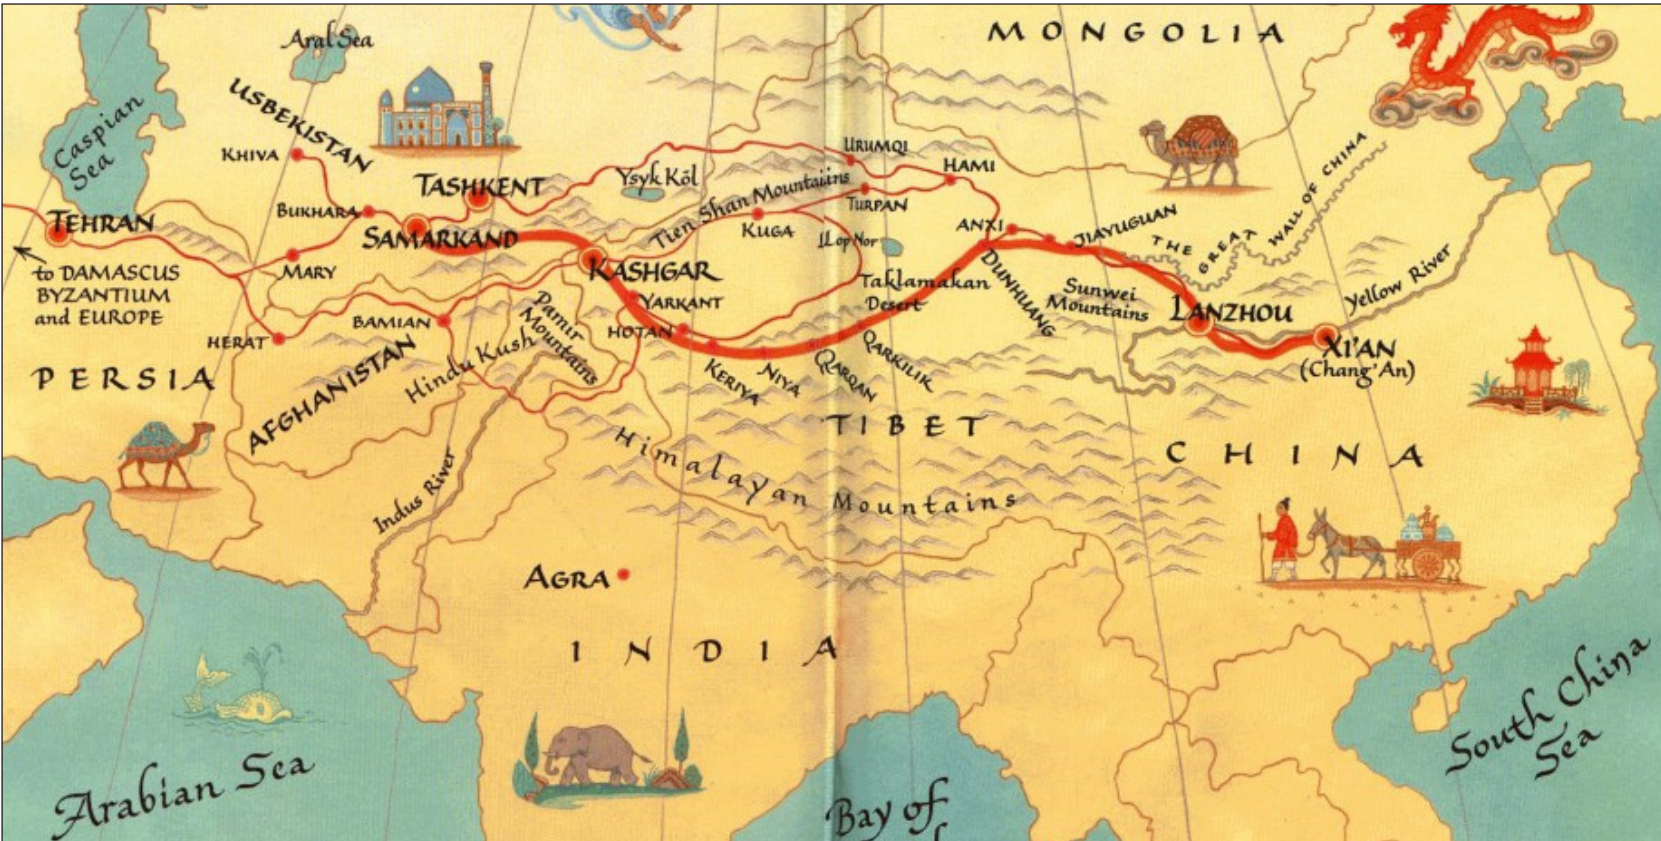 MONGOLIA
Aral Sea
USBEKISTAN
Caspian
Sea
KHIVA
TASHKENT
Ysyk Köl
URUMQI
HAMI
THE GREAT WALL OF CHINA
Tien Shan Mountaiins
TURPAN
BUKHARA
TEHRAN
SAMARKAND
KUGA
Lop Nor
ANXI
JIAYUGUAN
to DAMASCUS
BYZANTIUM
and EUROPE
MARY
KASHGAR
YARKANT
Taklamakan
Desert
DUNHUANG
Sunwei
Mountains
LANZHOU
Yellow River
HERAT
BAMIAN
Pamir
Mountains
HOTAN
KERIYA
NIYA
QARQAN
QARKILIK
XI'AN
(Chang'An)
PERSIA
AFGHANISTAN
Hindu Kush
TIBET
CHINA
Himalayan Mountains
Indus River
AGRA
INDIA
Arabian Sea
Bay of
South China
Sea